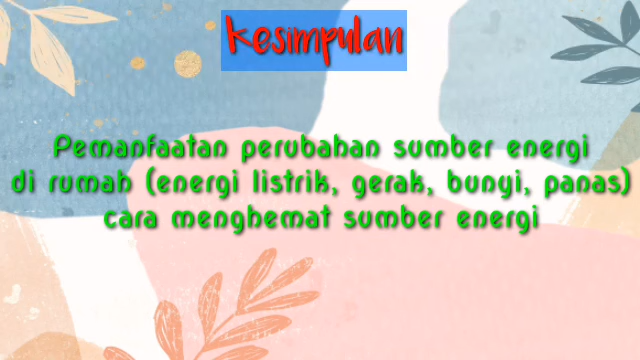 Kesimpulan
Pemanfaatan perubahan sumber energi
di rumah (energi listrik, gerak, bunyi, panas)
cara menghemat sumber energi